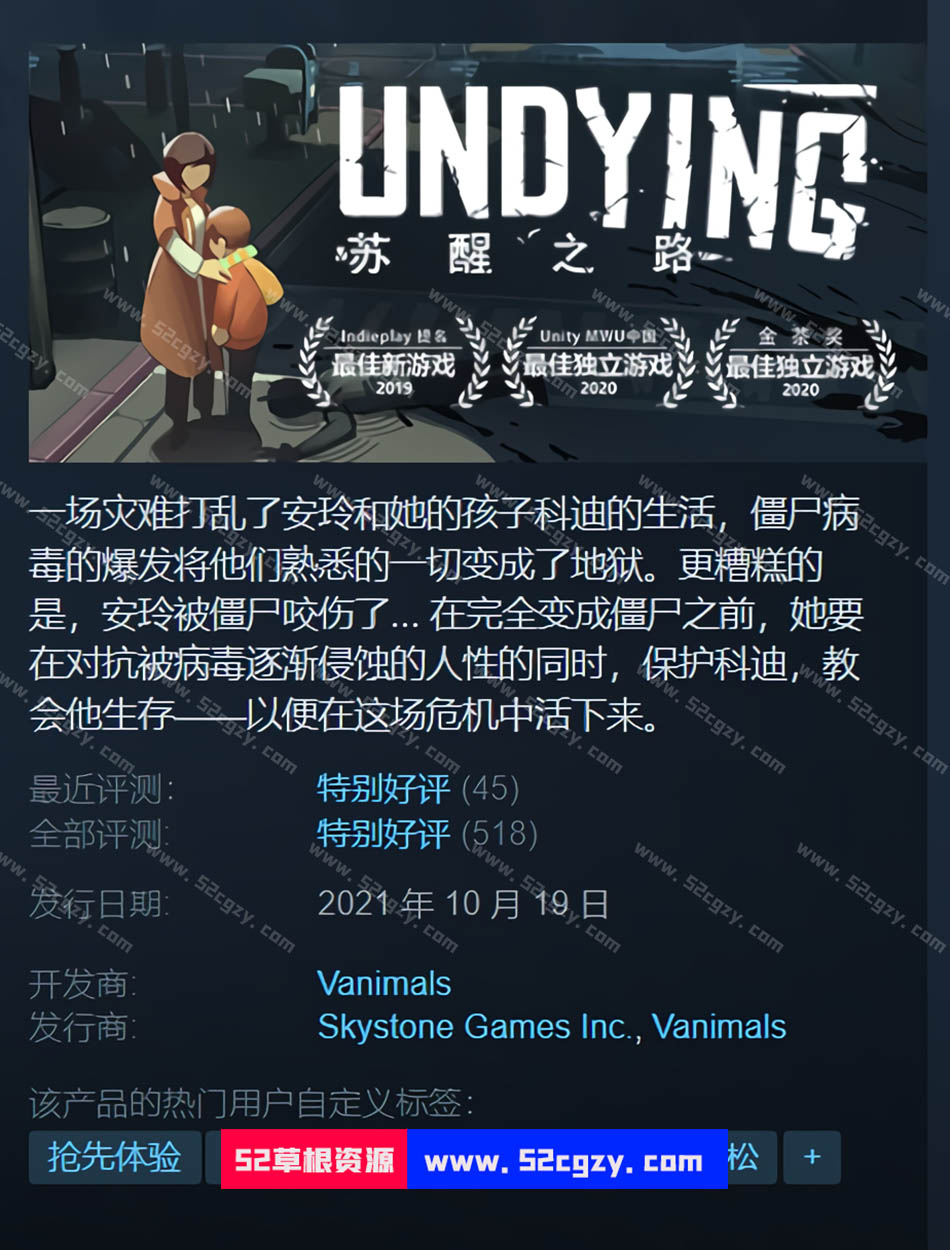 UNDYING
苏醒之路
Indieplay 提名
最佳新游戏
2019
Unity MWU中国
最佳独立游戏
2020
金茶奖
最佳独立游戏
2020
一场灾难打乱了安玲和她的孩子科迪的生活，僵尸病
毒的爆发将他们熟悉的一切变成了地狱。更糟糕的
是，安玲被僵尸咬伤了... 在完全变成僵尸之前，她要
在对抗被病毒逐渐侵蚀的人性的同时，保护科迪，教
会他生存——以便在这场危机中活下来。
最近评测： 特别好评 (45)
全部评测: 特别好评 (518)
发行日期: 2021 年 10 月 19 日
开发商: Vanimals
发行商: Skystone Games Inc., Vanimals
该产品的热门用户自定义标签：
抢先体验 52草根资源 www.52cgzy.com 松 +